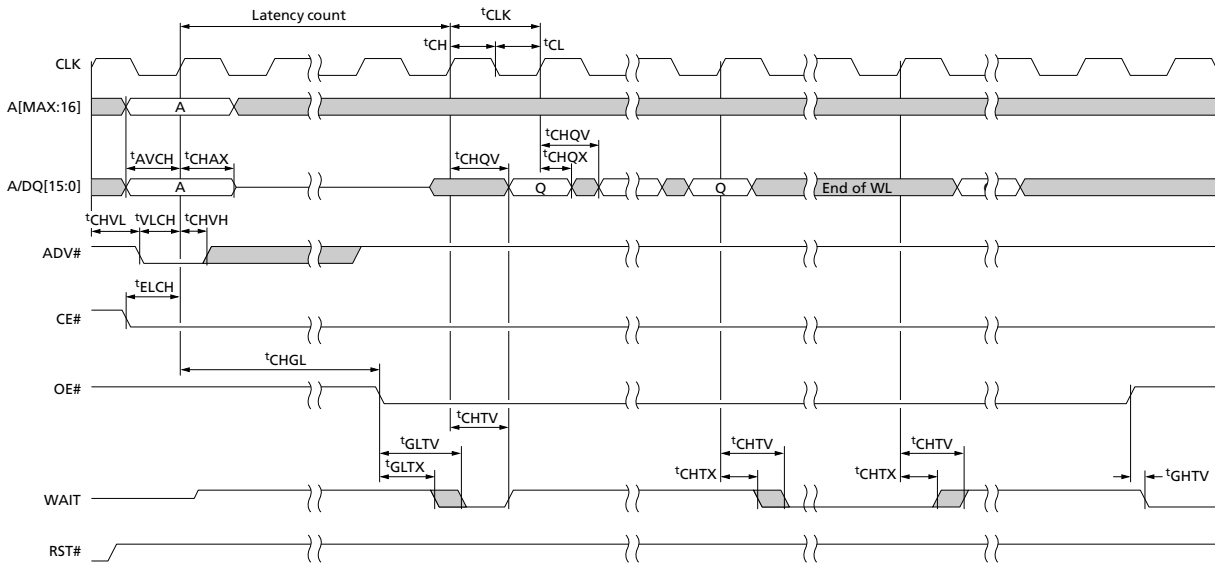 Latency count
tCLK
tCH
tCL
CLK
A[MAX:16]
A
tCHQV
tAVCH
tCHAX
tCHQV
tCHQX
A/DQ[15:0]
A
Q
Q
End of WL
tCHVL
tVLCH
tCHVH
ADV#
tELCH
CE#
tCHGL
OE#
tCHTV
tGLTV
tCHTV
tCHTV
tGLTX
tCHTX
tCHTX
tGHTV
WAIT
RST#